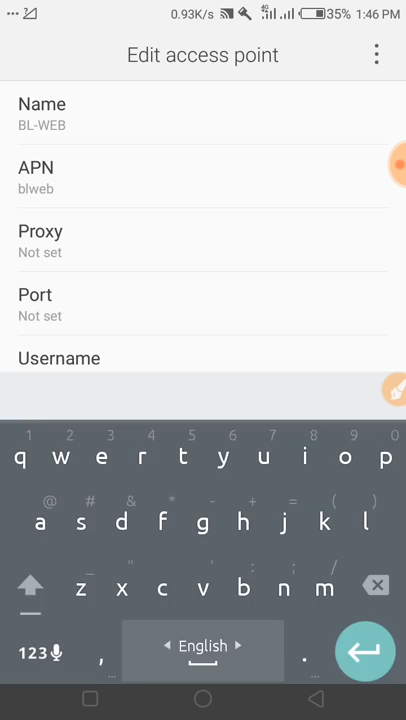 0.93K/s 4G 35% 1:46 PM
Edit access point
Name
BL-WEB
APN
blweb
Proxy
Not set
Port
Not set
Username
1 2 3 4 5 6 7 8 9 0
q w e r t y u i o p
@ # & * - + = ( )
a s d f g h j k l
_ " ' : ; /
z x c v b n m
123 , English .